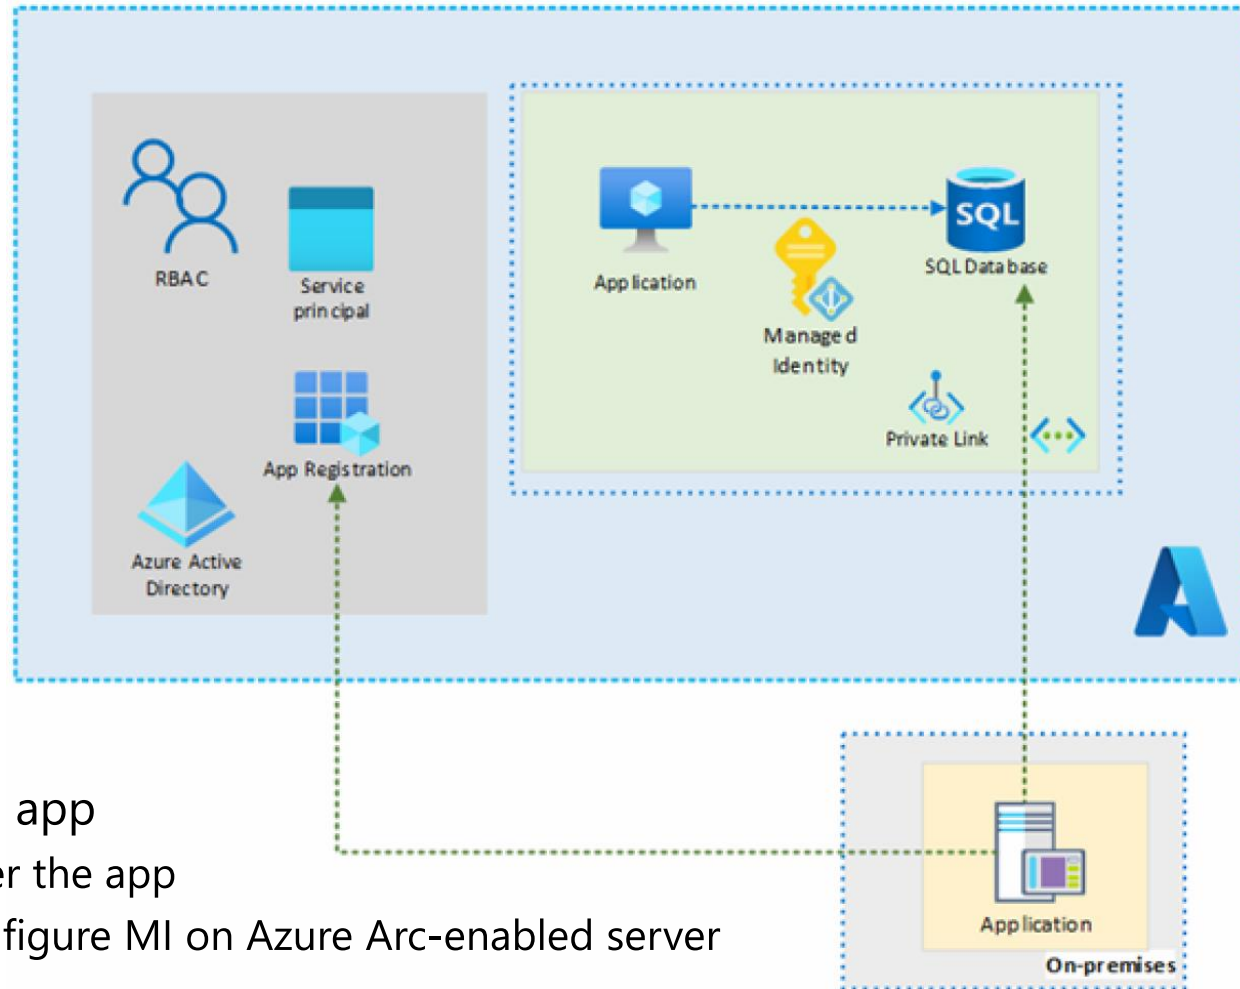 RBAC
Service
principal
App Registration
Azure Active
Directory
Application
SQL
SQL Database
Managed
Identity
Private Link
app
er the app
figure MI on Azure Arc-enabled server
Application
On-premises